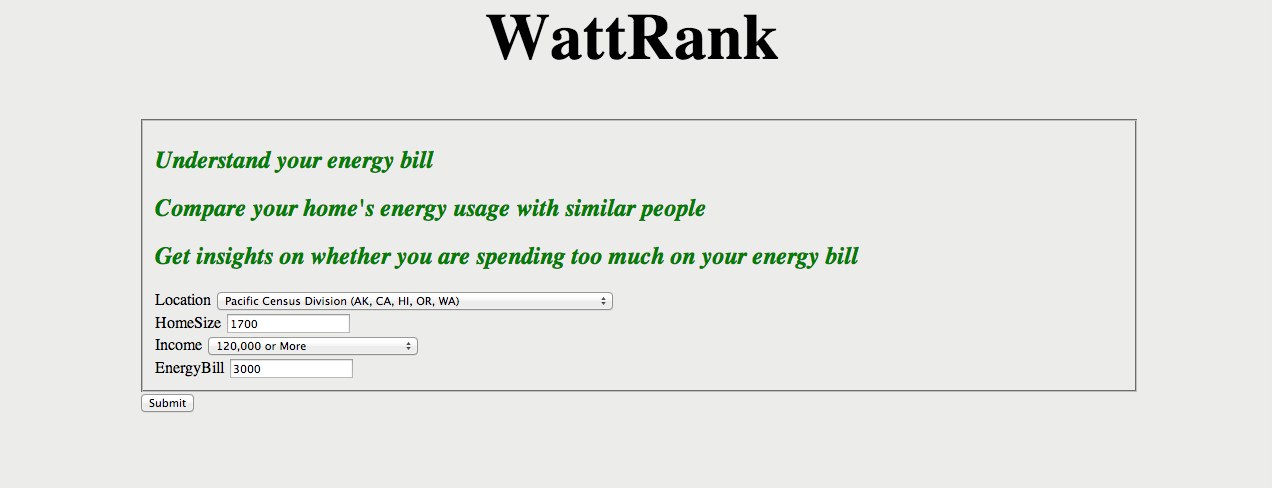 WattRank
Understand your energy bill
Compare your home's energy usage with similar people
Get insights on whether you are spending too much on your energy bill
Location Pacific Census Division (AK, CA, HI, OR, WA)
HomeSize 1700
Income 120,000 or More
EnergyBill 3000
Submit